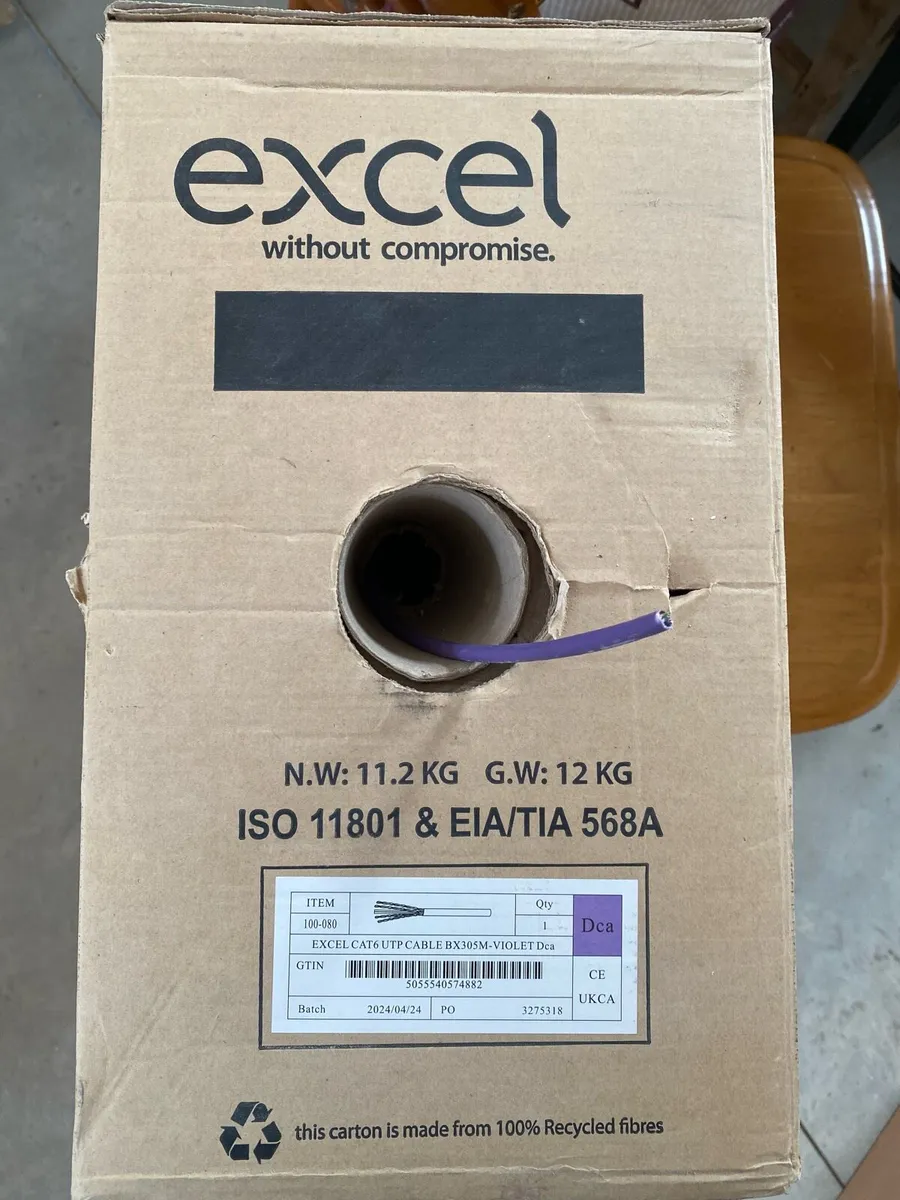 excel
without compromise.
N.W: 11.2 KG G.W: 12 KG
ISO 11801 & EIA/TIA 568A
ITEM
100-080
Qty
1
Dca
EXCEL CAT6 UTP CABLE BX305M-VIOLET Dca
GTIN
5055540574882
CE
UKCA
Batch 2024/04/24 PO 3275318
this carton is made from 100% Recycled fibres